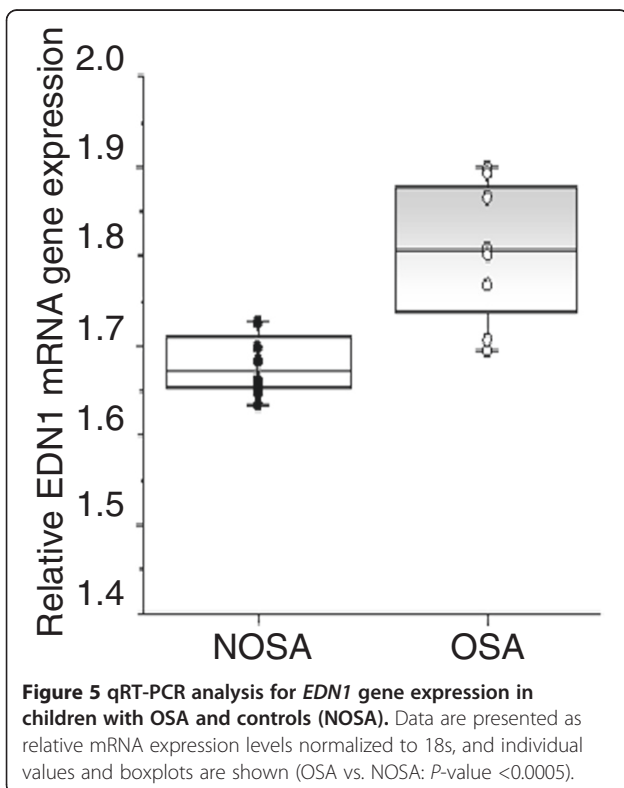 Relative EDN1 mRNA gene expression
2.0
1.9
1.8
1.7
1.6
1.5
1.4
NOSA OSA
Figure 5 qRT-PCR analysis for EDN1 gene expression in
children with OSA and controls (NOSA). Data are presented as
relative mRNA expression levels normalized to 18s, and individual
values and boxplots are shown (OSA vs. NOSA: P-value <0.0005).